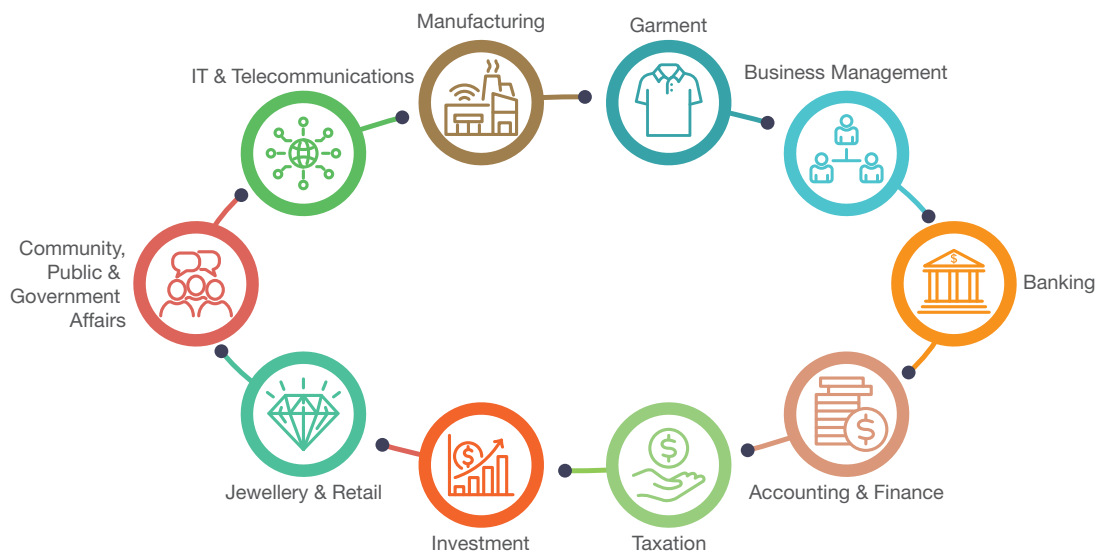 Manufacturing
Garment
IT & Telecommunications
Business Management
Community,
Public &
Government
Affairs
$
Banking
$
$
$
Jewellery & Retail
Accounting & Finance
Investment
Taxation